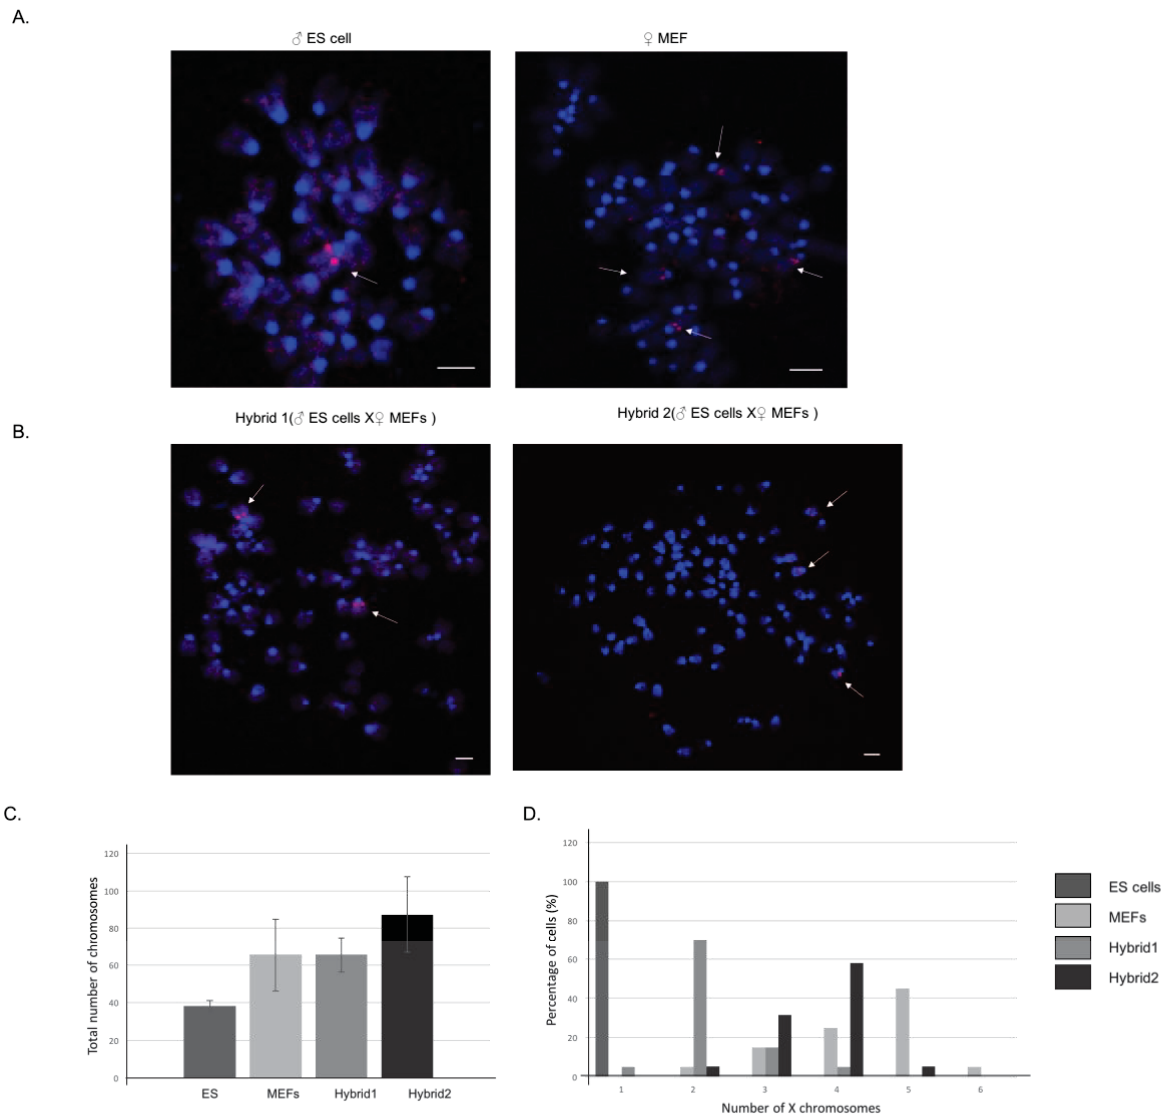 A.
♂ ES cell
♀ MEF
B.
Hybrid 1(♂ ES cells X♀ MEFs )
Hybrid 2(♂ ES cells X♀ MEFs )
C.
Total number of chromosomes
120
100
80
60
40
20
0
ES
MEFs
Hybrid1
Hybrid2
D.
Percentage of cells (%)
120
100
80
60
40
20
0
1
2
3
4
5
6
Number of X chromosomes
ES cells
MEFs
Hybrid1
Hybrid2